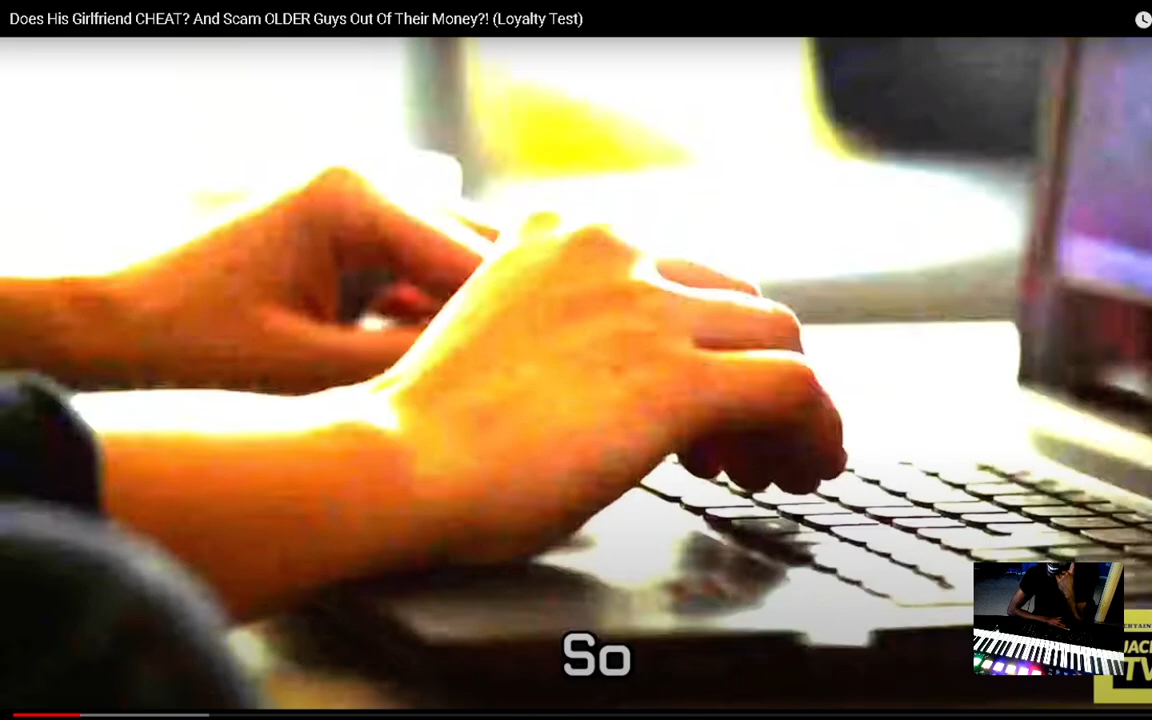 Does His Girlfriend CHEAT? And Scam OLDER Guys Out Of Their Money?! (Loyalty Test)
So